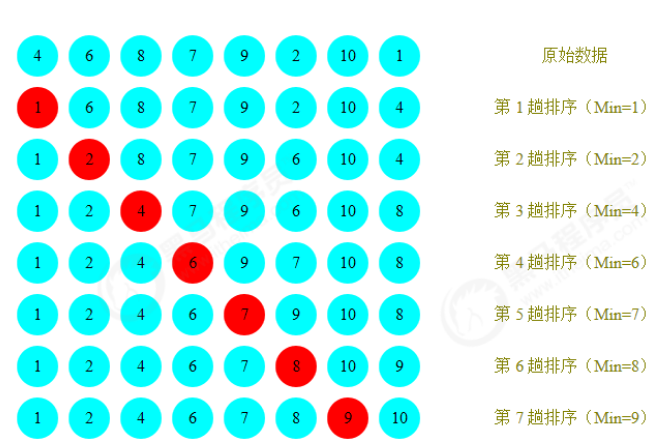 4 6 8 7 9 2 10 1 原始数据
1 6 8 7 9 2 10 4 第 1 趟排序（Min=1）
1 2 8 7 9 6 10 4 第 2 趟排序（Min=2）
1 2 4 7 9 6 10 8 第 3 趟排序（Min=4）
1 2 4 6 9 7 10 8 第 4 趟排序（Min=6）
1 2 4 6 7 9 10 8 第 5 趟排序（Min=7）
1 2 4 6 7 8 10 9 第 6 趟排序（Min=8）
1 2 4 6 7 8 9 10 第 7 趟排序（Min=9）